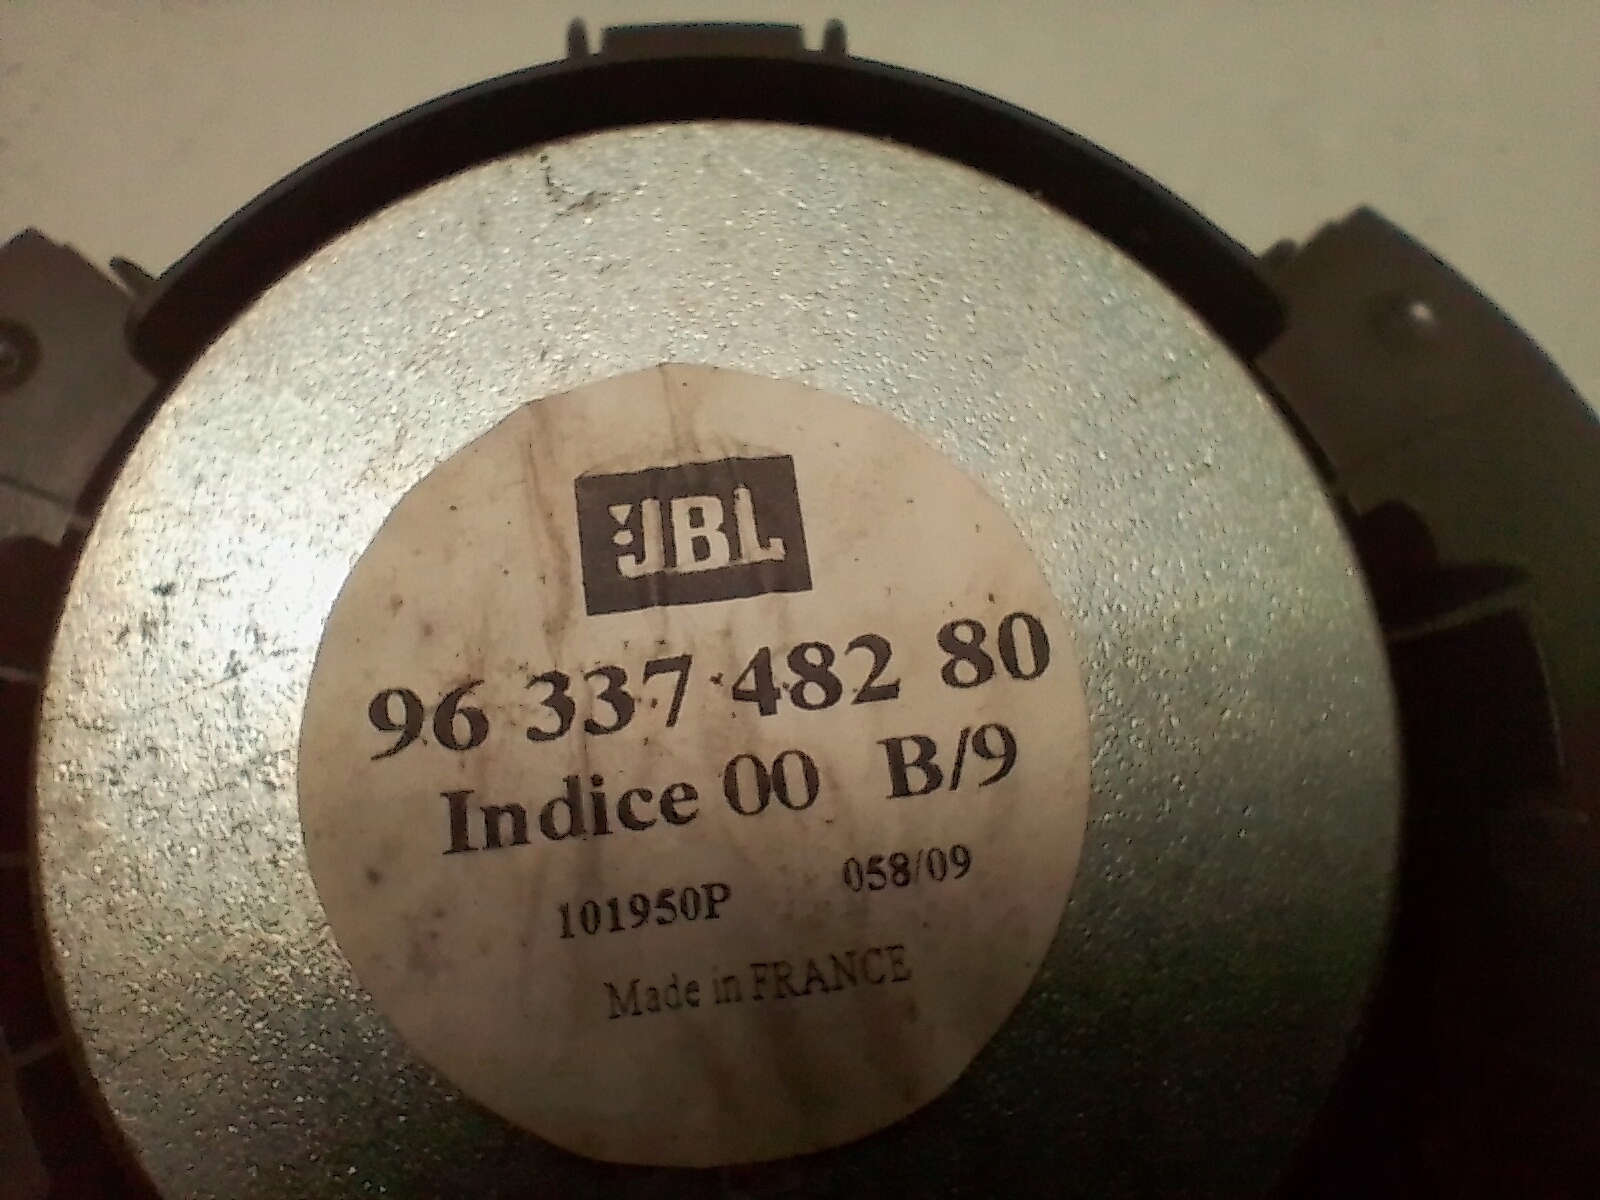 JBL
96 337 482 80
Indice 00 B/9
101950P 058/09
Made in FRANCE